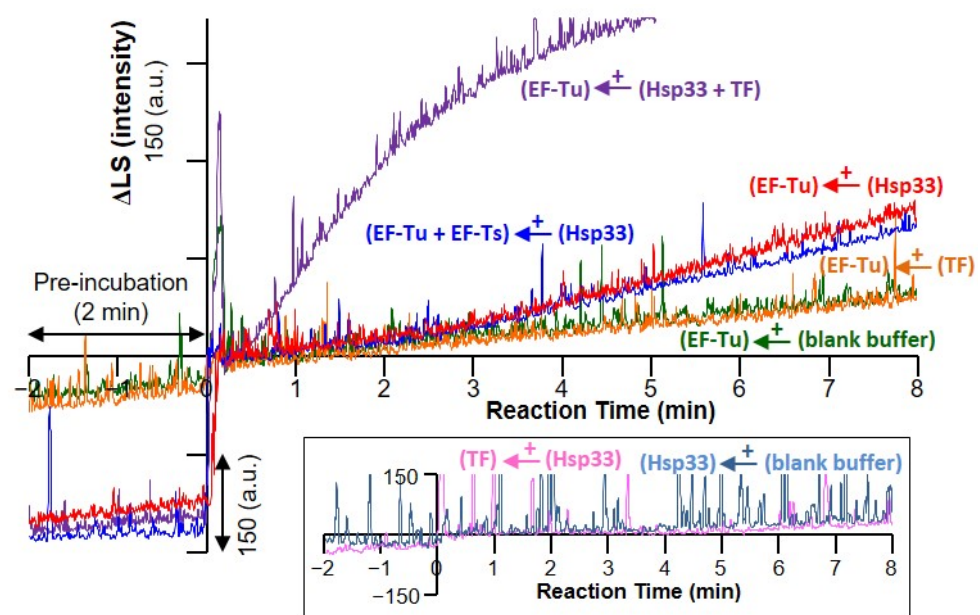 ΔLS (intensity)
150 (a.u.)
(EF-Tu) ←+ (Hsp33 + TF)
(EF-Tu) ←+ (Hsp33)
(EF-Tu + EF-Ts) ←+ (Hsp33)
(EF-Tu) ←+ (TF)
Pre-incubation
(2 min)
(EF-Tu) ←+ (blank buffer)
−2 −1 0 1 2 3 4 5 6 7 8
Reaction Time (min)
150 (a.u.)
(TF) ←+ (Hsp33) (Hsp33) ←+ (blank buffer)
150
−2 −1 0 1 2 3 4 5 6 7 8
Reaction Time (min)
−150